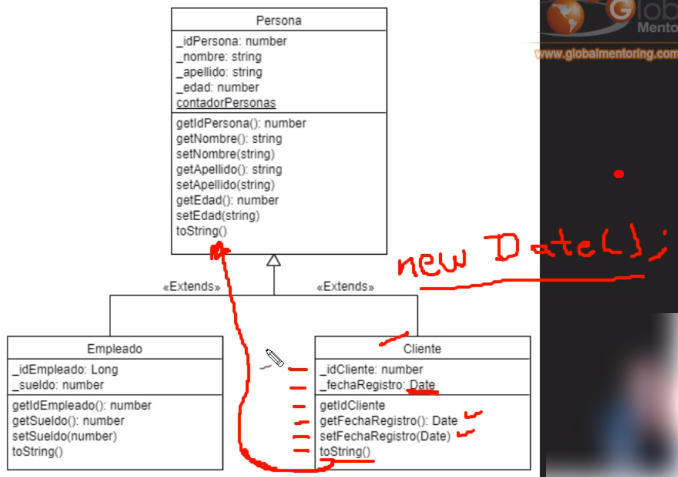 Persona
_idPersona: number
_nombre: string
_apellido: string
_edad: number
contadorPersonas
getIdPersona(): number
getNombre(): string
setNombre(string)
getApellido(): string
setApellido(string)
getEdad(): number
setEdad(string)
toString()
Glob
Mento
www.globalmentoring.com
new Date();
«Extends»
«Extends»
Empleado
_idEmpleado: Long
_sueldo: number
getIdEmpleado(): number
getSueldo(): number
setSueldo(number)
toString()
Cliente
_idCliente: number
_fechaRegistro: Date
getIdCliente
getFechaRegistro(): Date
setFechaRegistro(Date)
toString()